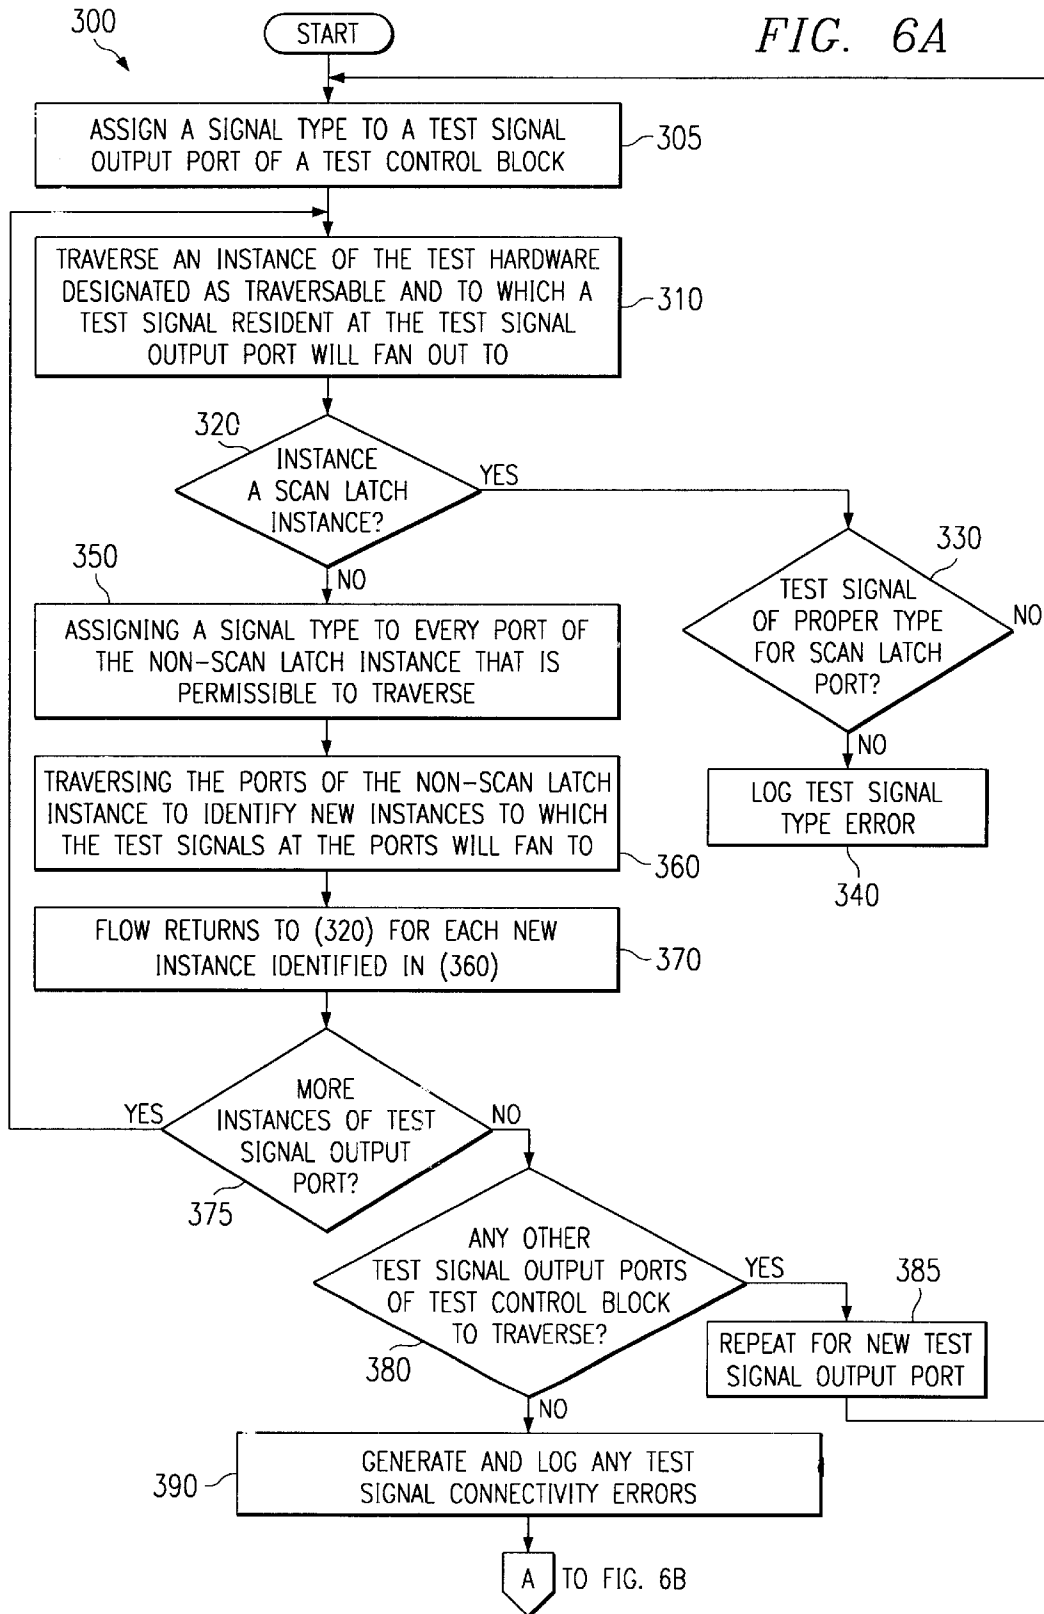 FIG. 6A
300
START
ASSIGN A SIGNAL TYPE TO A TEST SIGNAL
OUTPUT PORT OF A TEST CONTROL BLOCK
305
TRAVERSE AN INSTANCE OF THE TEST HARDWARE
DESIGNATED AS TRAVERSABLE AND TO WHICH A
TEST SIGNAL RESIDENT AT THE TEST SIGNAL
OUTPUT PORT WILL FAN OUT TO
310
320
INSTANCE
A SCAN LATCH
INSTANCE?
YES
NO
330
TEST SIGNAL
OF PROPER TYPE
FOR SCAN LATCH
PORT?
NO
NO
LOG TEST SIGNAL
TYPE ERROR
340
350
ASSIGNING A SIGNAL TYPE TO EVERY PORT OF
THE NON-SCAN LATCH INSTANCE THAT IS
PERMISSIBLE TO TRAVERSE
TRAVERSING THE PORTS OF THE NON-SCAN LATCH
INSTANCE TO IDENTIFY NEW INSTANCES TO WHICH
THE TEST SIGNALS AT THE PORTS WILL FAN TO
360
FLOW RETURNS TO (320) FOR EACH NEW
INSTANCE IDENTIFIED IN (360)
370
MORE
INSTANCES OF TEST
SIGNAL OUTPUT
PORT?
YES
NO
375
ANY OTHER
TEST SIGNAL OUTPUT PORTS
OF TEST CONTROL BLOCK
TO TRAVERSE?
YES
380
NO
385
REPEAT FOR NEW TEST
SIGNAL OUTPUT PORT
GENERATE AND LOG ANY TEST
SIGNAL CONNECTIVITY ERRORS
390
A
TO FIG. 6B